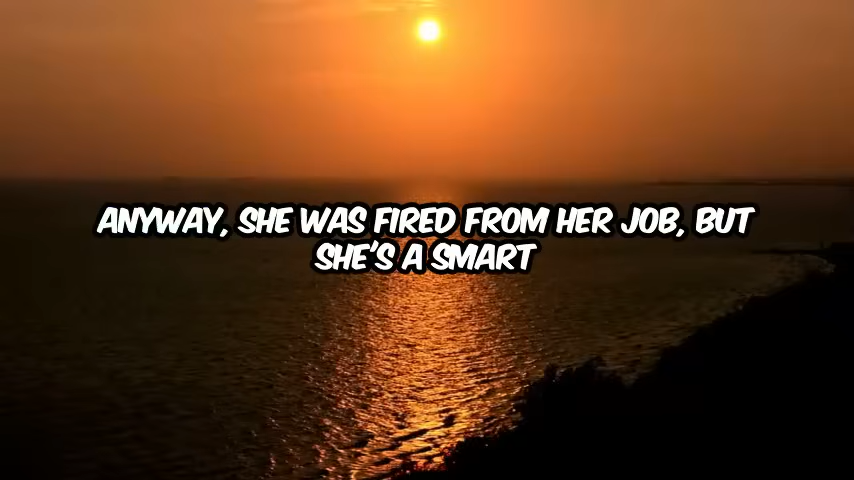 ANYWAY, SHE WAS FIRED FROM HER JOB, BUT
SHE'S A SMART